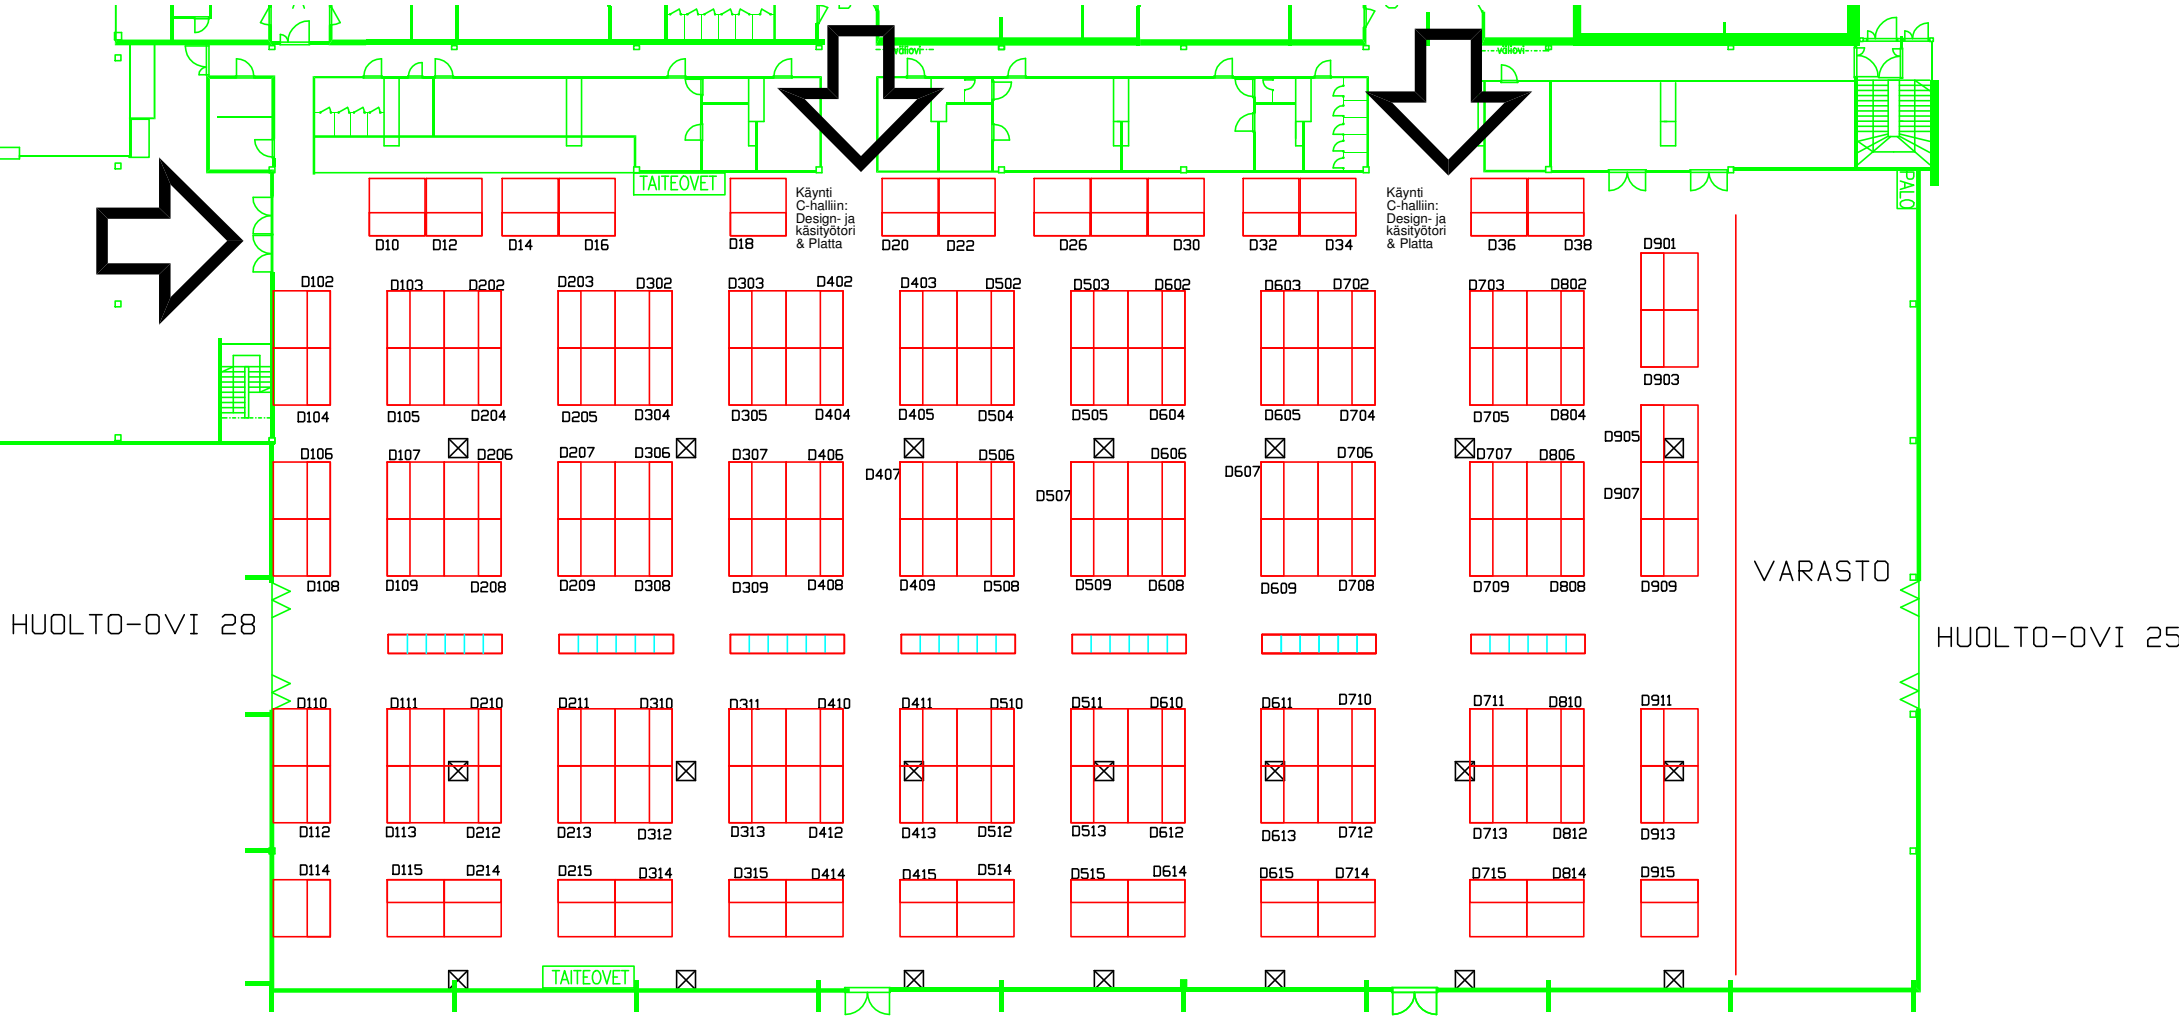 väliovi
väliovi
TAITEOVET
PALO
Käynti
C-halliin:
Design- ja
käsityötori
& Platta
Käynti
C-halliin:
Design- ja
käsityötori
& Platta
D10 D12 D14 D16 D18 D20 D22 D26 D30 D32 D34 D36 D38 D901
D102 D103 D202 D203 D302 D303 D402 D403 D502 D503 D602 D603 D702 D703 D802
D903
D104 D105 D204 D205 D304 D305 D404 D405 D504 D505 D604 D605 D704 D705 D804
D905
D106 D107 D206 D207 D306 D307 D406 D407 D506 D507 D606 D607 D706 D707 D806 D907
D108 D109 D208 D209 D308 D309 D408 D409 D508 D509 D608 D609 D708 D709 D808 D909
VARASTO
HUOLTO-OVI 28
HUOLTO-OVI 25
D110 D111 D210 D211 D310 D311 D410 D411 D510 D511 D610 D611 D710 D711 D810 D911
D112 D113 D212 D213 D312 D313 D412 D413 D512 D513 D612 D613 D712 D713 D812 D913
D114 D115 D214 D215 D314 D315 D414 D415 D514 D515 D614 D615 D714 D715 D814 D915
TAITEOVET